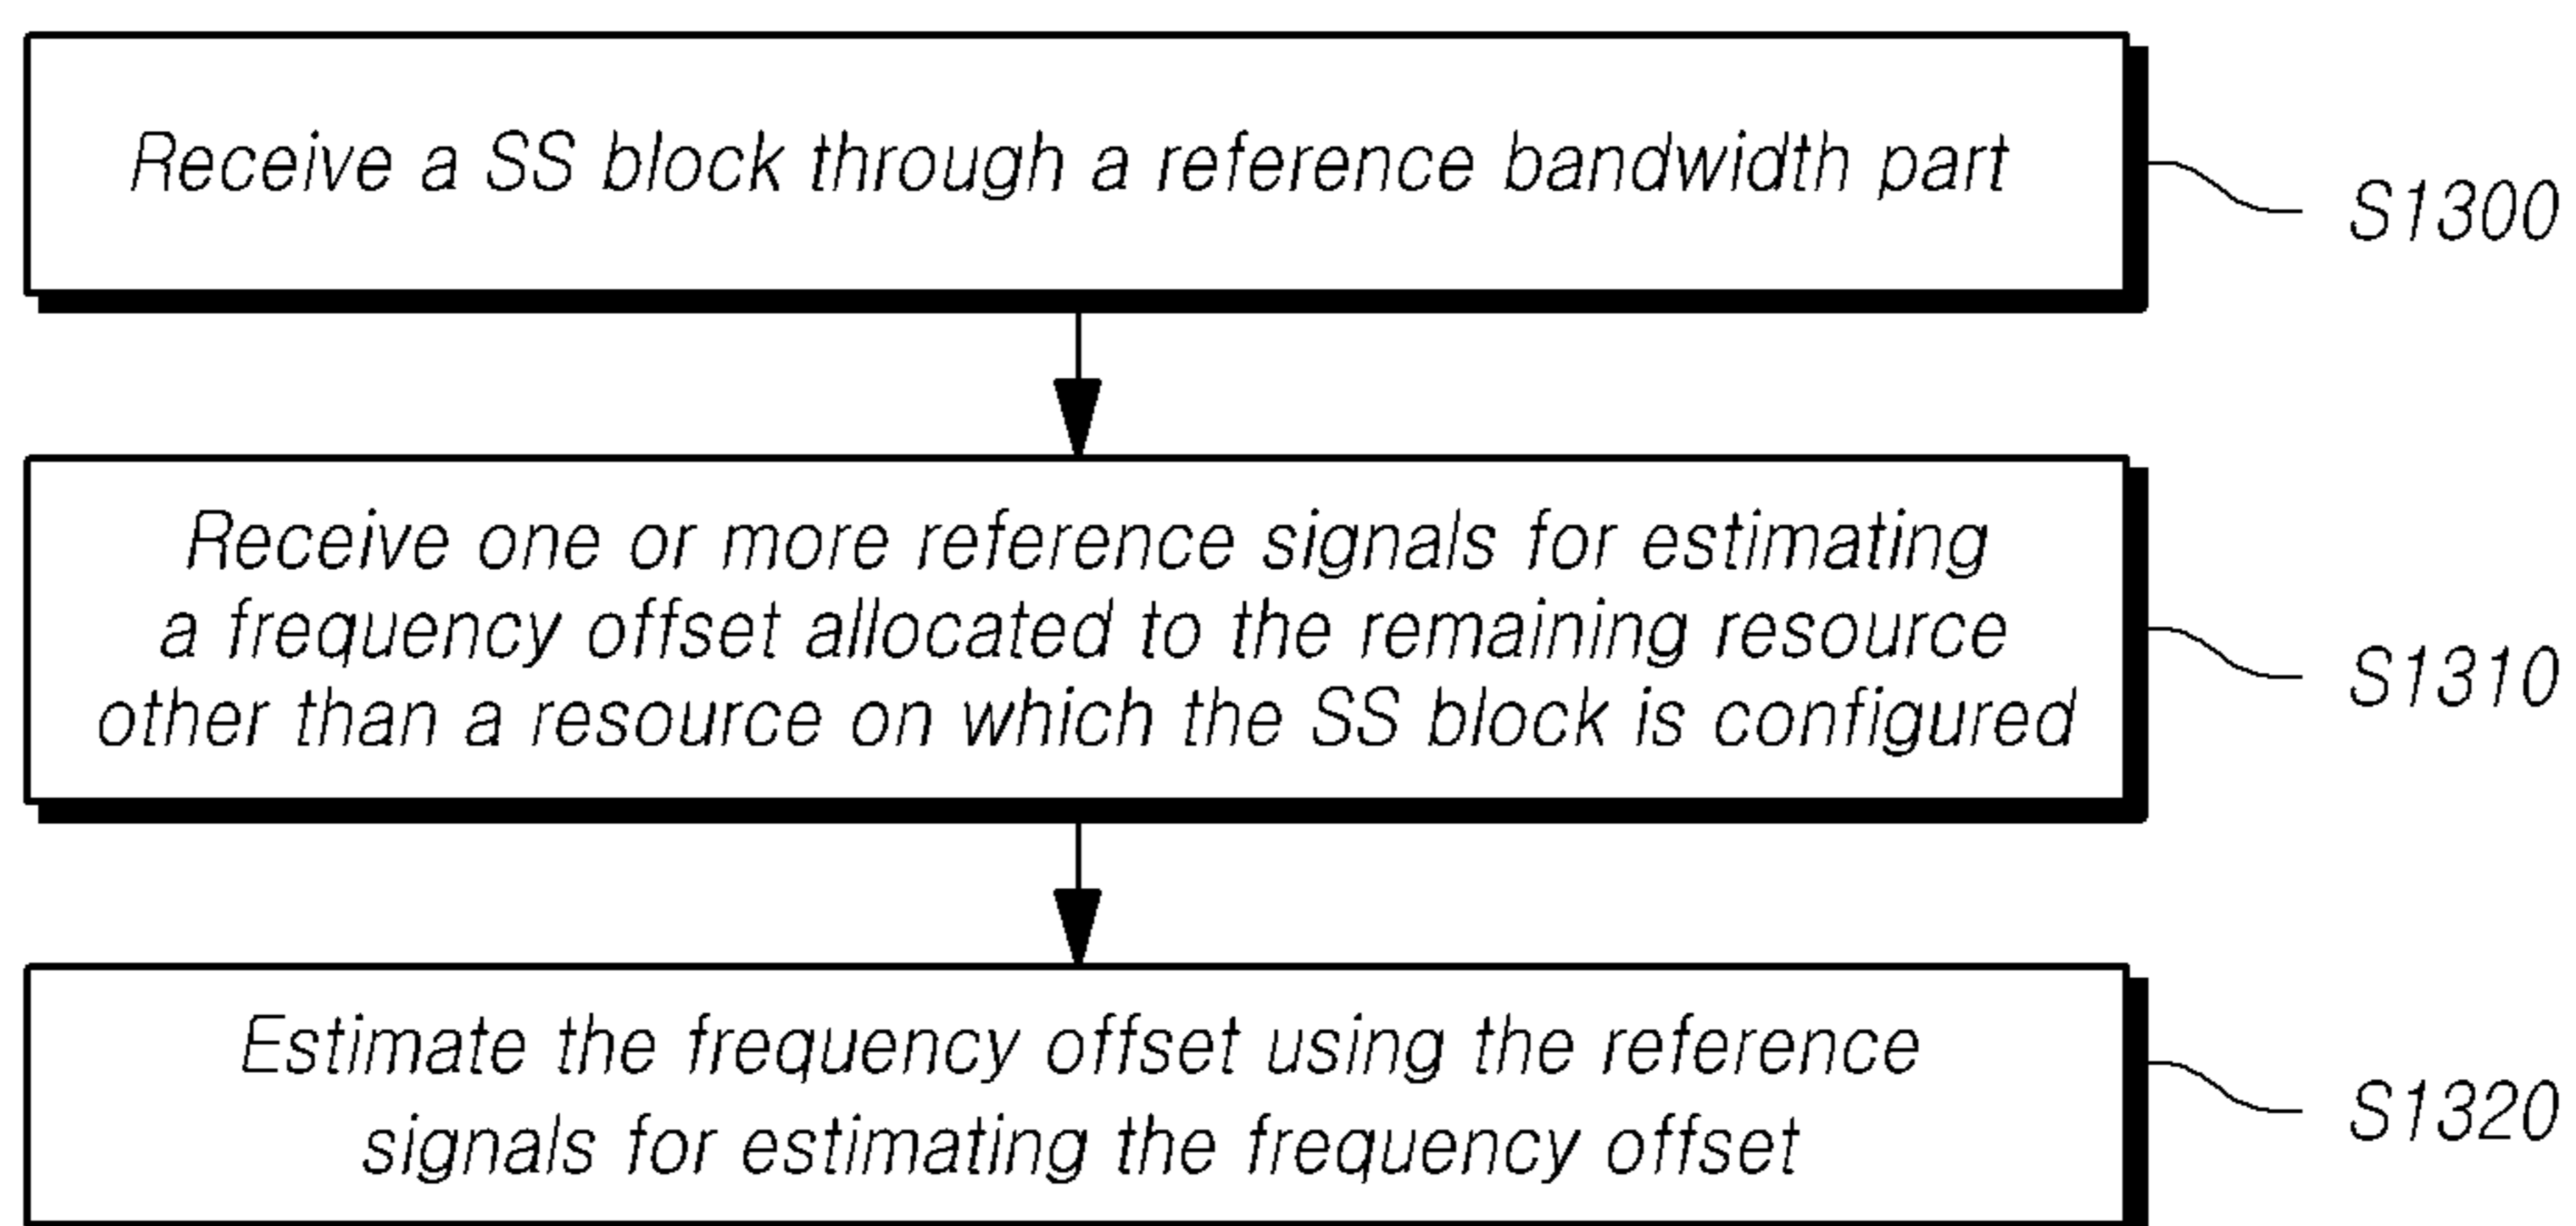 Receive a SS block through a reference bandwidth part
S1300
Receive one or more reference signals for estimating
a frequency offset allocated to the remaining resource
other than a resource on which the SS block is configured
S1310
Estimate the frequency offset using the reference
signals for estimating the frequency offset
S1320